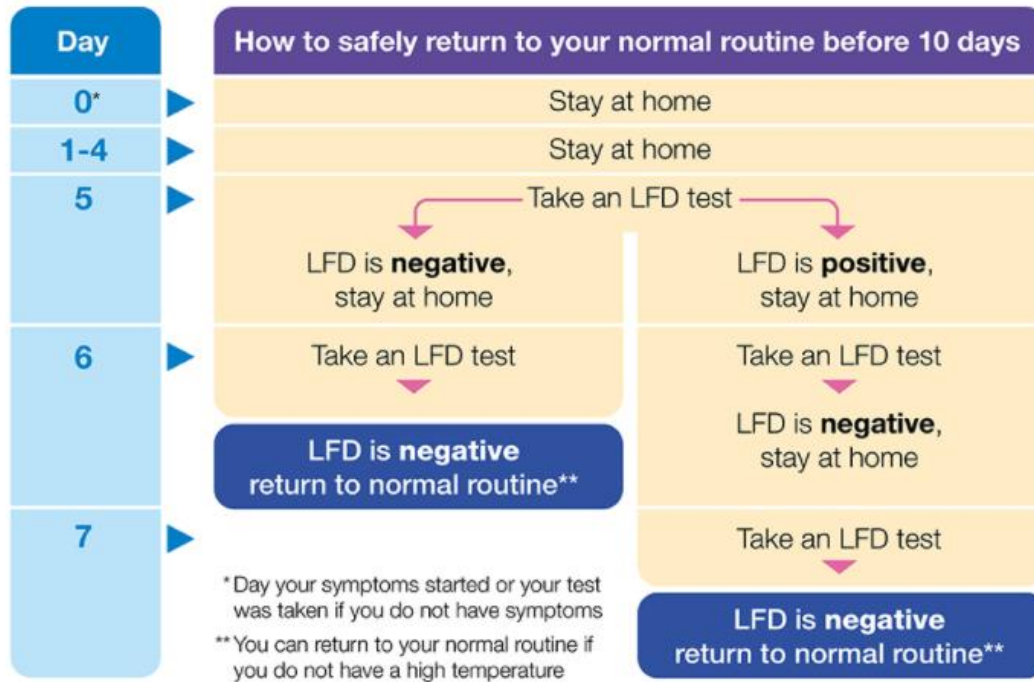 Day
How to safely return to your normal routine before 10 days
0*
Stay at home
1-4
Stay at home
5
Take an LFD test
LFD is negative,
stay at home
LFD is positive,
stay at home
6
Take an LFD test
LFD is negative
return to normal routine**
Take an LFD test
LFD is negative,
stay at home
7
Take an LFD test
LFD is negative
return to normal routine**
* Day your symptoms started or your test
was taken if you do not have symptoms
** You can return to your normal routine if
you do not have a high temperature